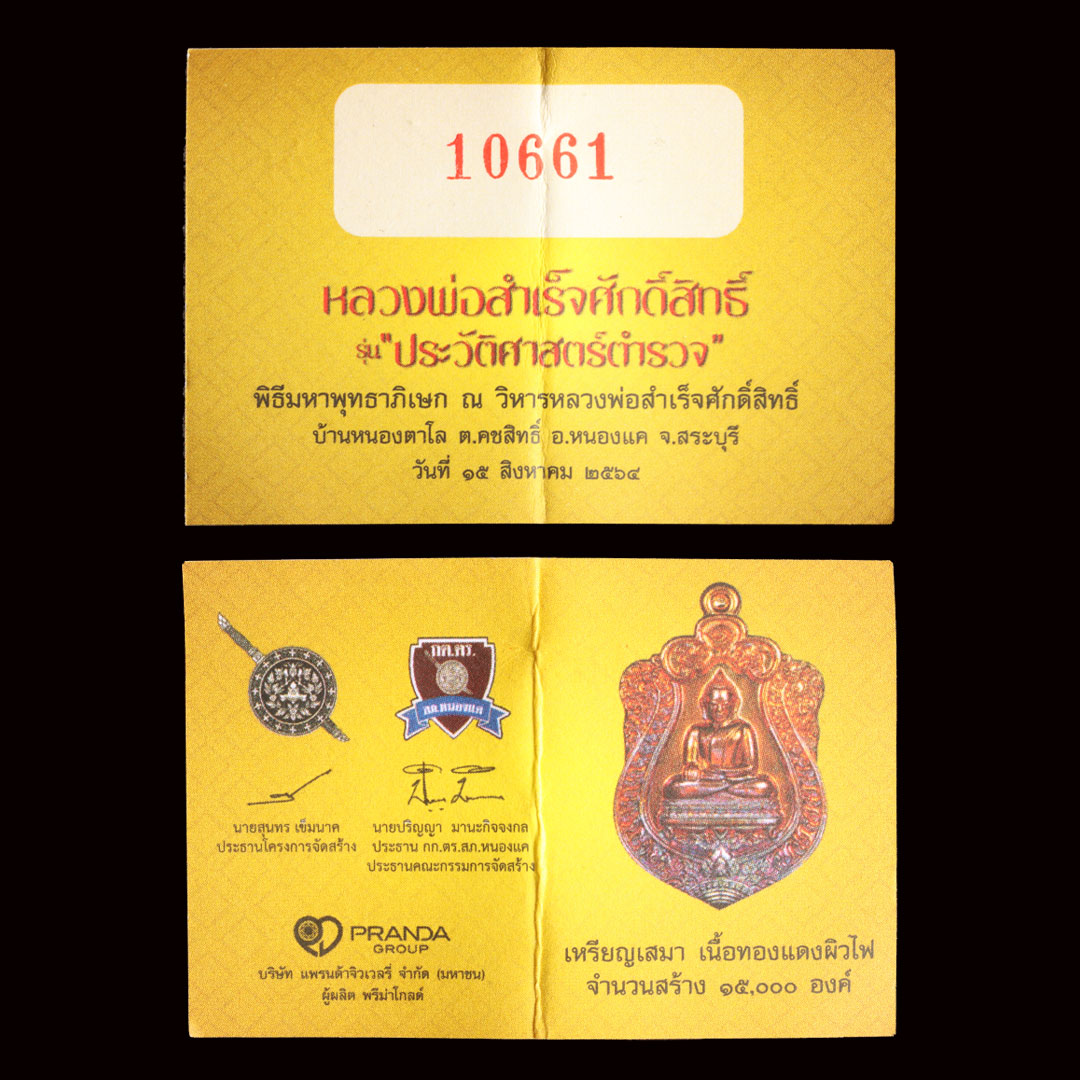 10661
หลวงพ่อสำเร็จศักดิ์สิทธิ์
รุ่น "ประวัติศาสตร์ตำรวจ"
พิธีมหาพุทธาภิเษก ณ วิหารหลวงพ่อสำเร็จศักดิ์สิทธิ์
บ้านหนองตาโล ต.คชสิทธิ์ อ.หนองแค จ.สระบุรี
วันที่ ๑๕ สิงหาคม ๒๕๖๔
กต.ตร.
สภ.หนองแค
นายสุนทร เข็มนาค
ประธานโครงการจัดสร้าง
นายปริญญา มานะกิจจงกล
ประธาน กก.ตร.สภ.หนองแค
ประธานคณะกรรมการจัดสร้าง
PRANDA
GROUP
บริษัท แพรนด้าจิวเวลรี่ จำกัด (มหาชน)
ผู้ผลิต พรีม่าโกลด์
เหรียญเสมา เนื้อทองแดงผิวไฟ
จำนวนสร้าง ๑๕,๐๐๐ องค์